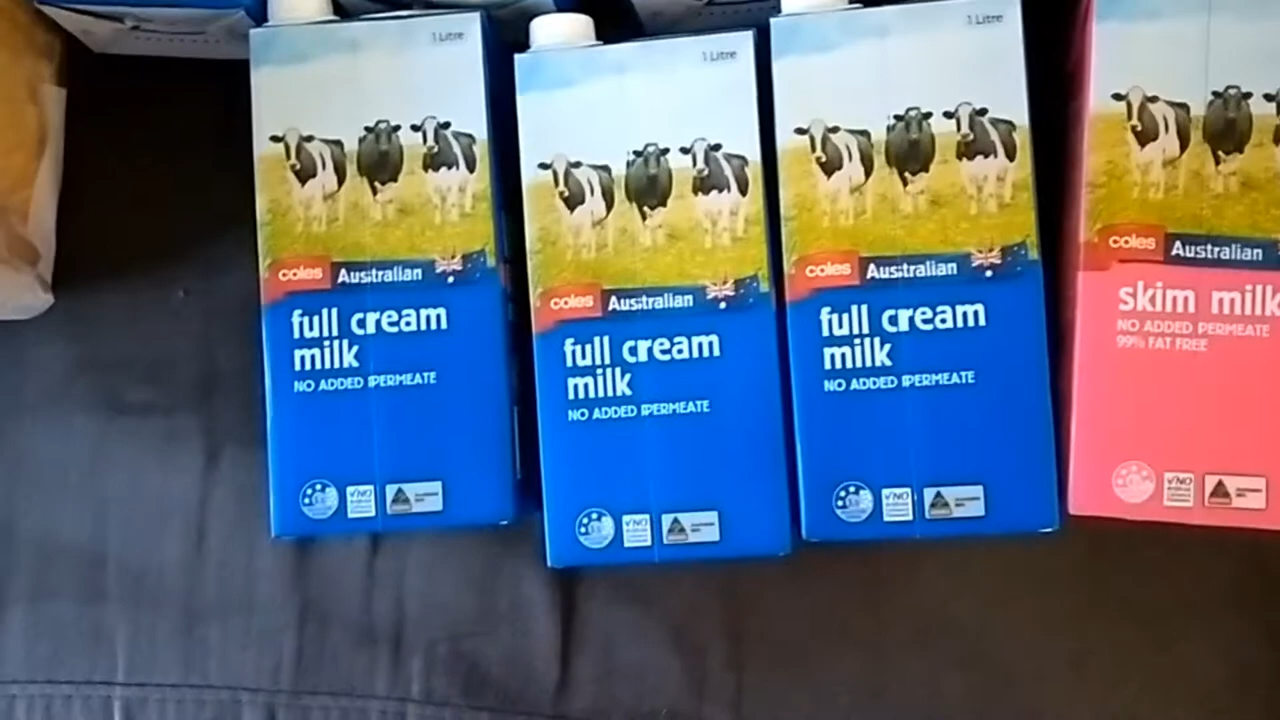 1 Litre
coles Australian
full cream
milk
NO ADDED PERMEATE
1 Litre
coles Australian
full cream
milk
NO ADDED PERMEATE
1 Litre
coles Australian
full cream
milk
NO ADDED PERMEATE
coles Australian
skim milk
NO ADDED PERMEATE
99% FAT FREE